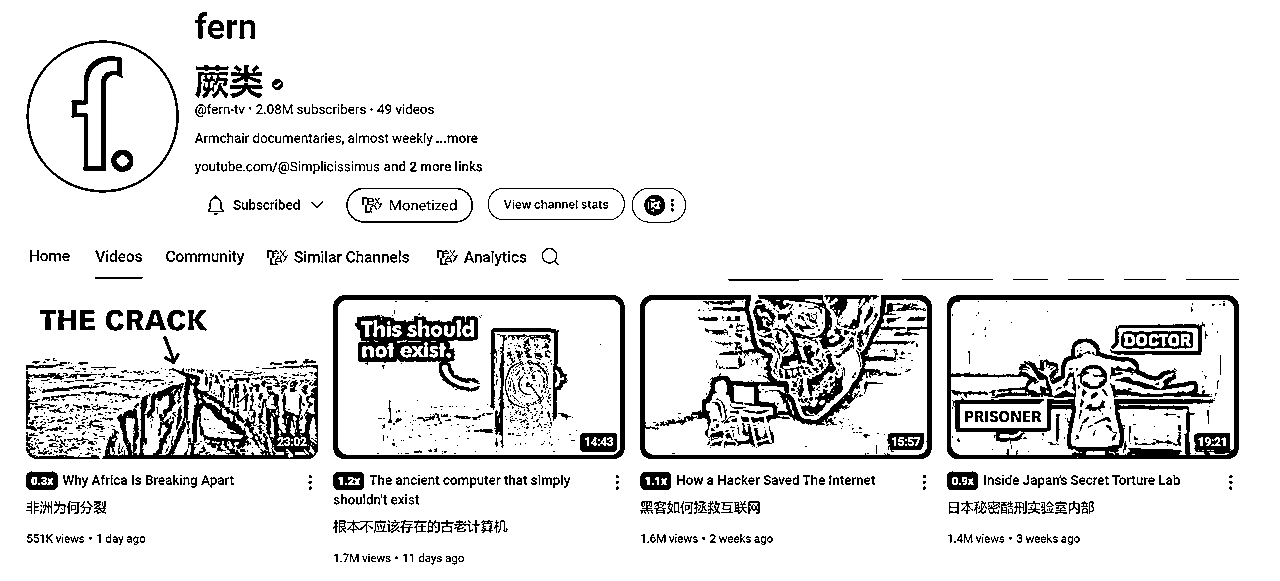 fern
蕨类
@fern-tv • 2.08M subscribers • 49 videos
Armchair documentaries, almost weekly ...more
youtube.com/@Simplicissimus and 2 more links
Subscribed
Monetized
View channel stats
Home Videos Community Similar Channels Analytics
THE CRACK
23:02
0.3x Why Africa Is Breaking Apart
非洲为何分裂
551K views • 1 day ago
This should
not exist.
14:43
1.2x The ancient computer that simply
shouldn't exist
根本不应该存在的古老计算机
1.7M views • 11 days ago
15:57
1.1x How a Hacker Saved The Internet
黑客如何拯救互联网
1.6M views • 2 weeks ago
DOCTOR
PRISONER
19:21
0.9x Inside Japan's Secret Torture Lab
日本秘密酷刑实验室内部
1.4M views • 3 weeks ago